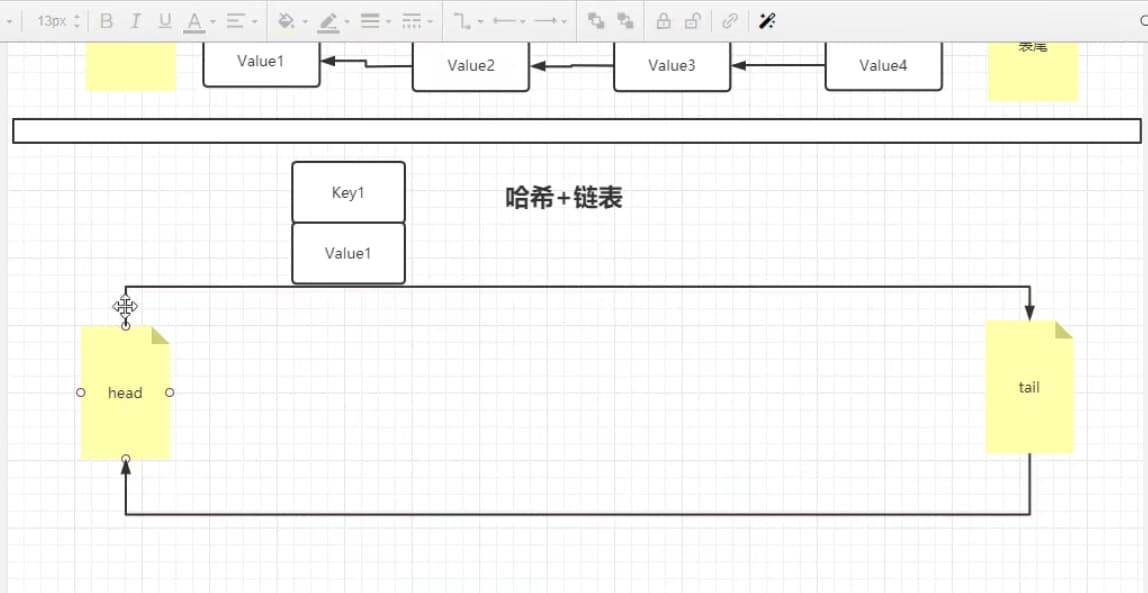 13px
B I U A
Value1
Value2
Value3
Value4
表尾
Key1
哈希+链表
Value1
head
tail